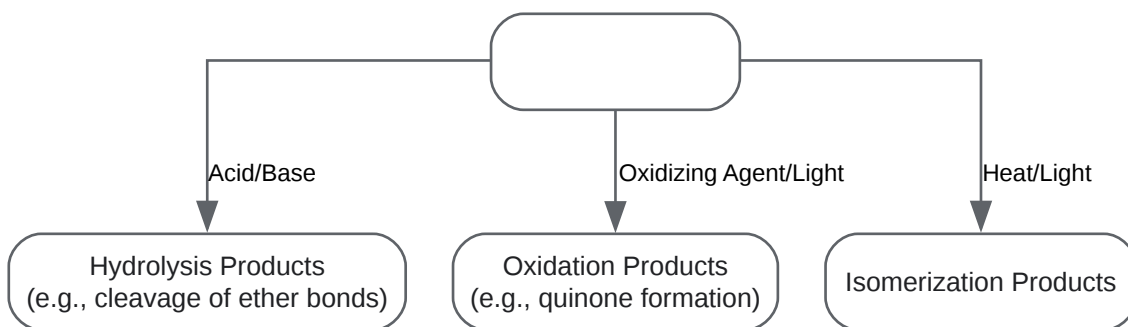 Acid/Base
Oxidizing Agent/Light
Heat/Light
Hydrolysis Products
(e.g., cleavage of ether bonds)
Oxidation Products
(e.g., quinone formation)
Isomerization Products